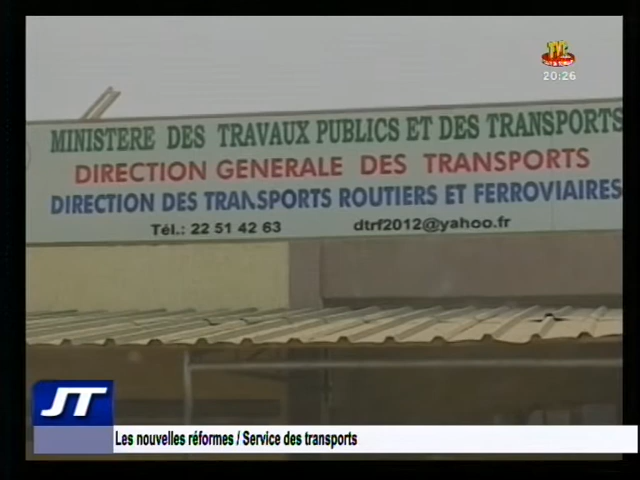 20:26
MINISTERE DES TRAVAUX PUBLICS ET DES TRANSPORTS
DIRECTION GENERALE DES TRANSPORTS
DIRECTION DES TRANSPORTS ROUTIERS ET FERROVIAIRES
Tél.: 22 51 42 63 dtrf2012@yahoo.fr
JT
Les nouvelles réformes / Service des transports